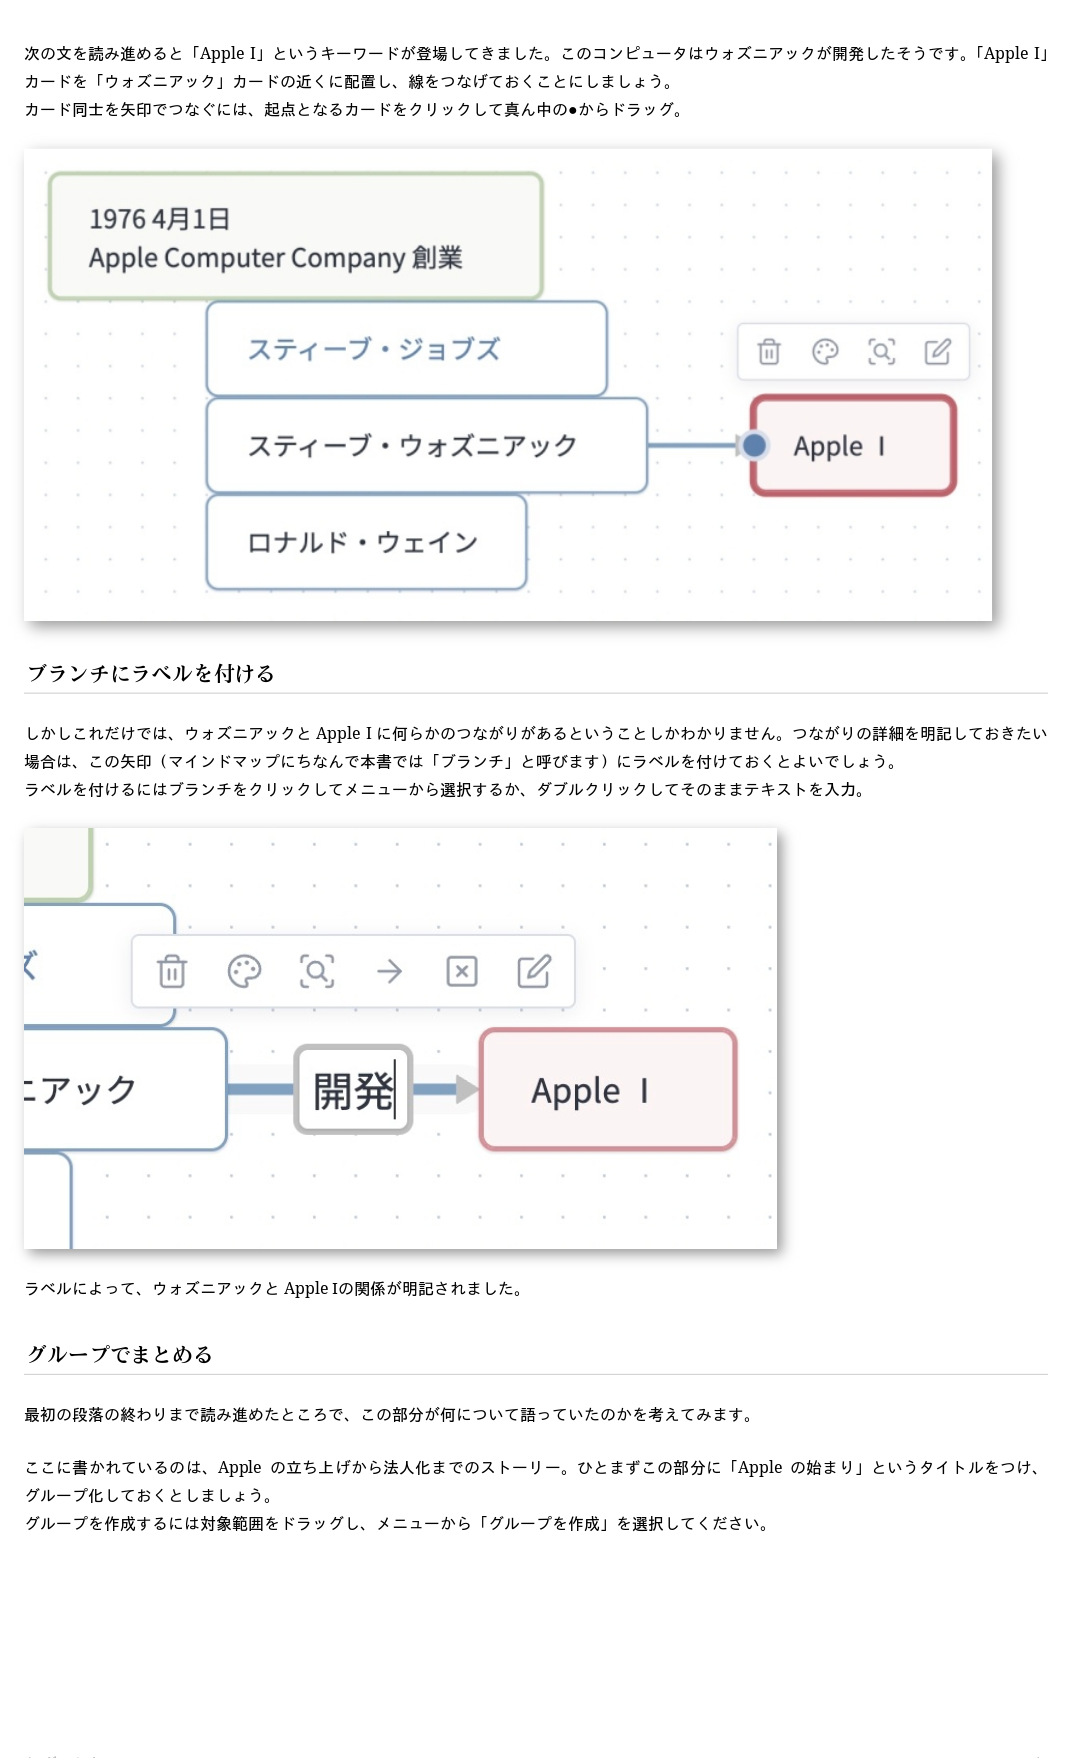 次の文を読み進めると「Apple I」というキーワードが登場してきました。このコンピュータはウォズニアックが開発したそうです。「Apple I」
カードを「ウォズニアック」カードの近くに配置し、線をつなげておくことにしましょう。
カード同士を矢印でつなぐには、起点となるカードをクリックして真ん中の●からドラッグ。
1976 4月1日
Apple Computer Company 創業
スティーブ・ジョブズ
スティーブ・ウォズニアック
Apple I
ロナルド・ウェイン
ブランチにラベルを付ける
しかしこれだけでは、ウォズニアックと Apple I に何らかのつながりがあるということしかわかりません。つながりの詳細を明記しておきたい
場合は、この矢印（マインドマップにちなんで本書では「ブランチ」と呼びます）にラベルを付けておくとよいでしょう。
ラベルを付けるにはブランチをクリックしてメニューから選択するか、ダブルクリックしてそのままテキストを入力。
ズ
ニアック
開発
Apple I
ラベルによって、ウォズニアックと Apple Iの関係が明記されました。
グループでまとめる
最初の段落の終わりまで読み進めたところで、この部分が何について語っていたのかを考えてみます。
ここに書かれているのは、Apple の立ち上げから法人化までのストーリー。ひとまずこの部分に「Apple の始まり」というタイトルをつけ、
グループ化しておくとしましょう。
グループを作成するには対象範囲をドラッグし、メニューから「グループを作成」を選択してください。